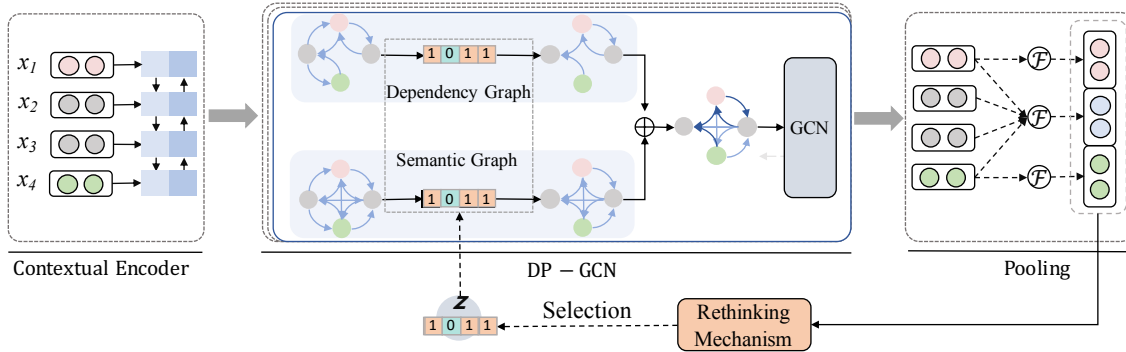 x1
x2
x3
x4
Contextual Encoder
1 0 1 1
Dependency Graph
Semantic Graph
1 0 1 1
GCN
DP – GCN
ℱ
ℱ
ℱ
Pooling
z
1 0 1 1
Selection
Rethinking
Mechanism